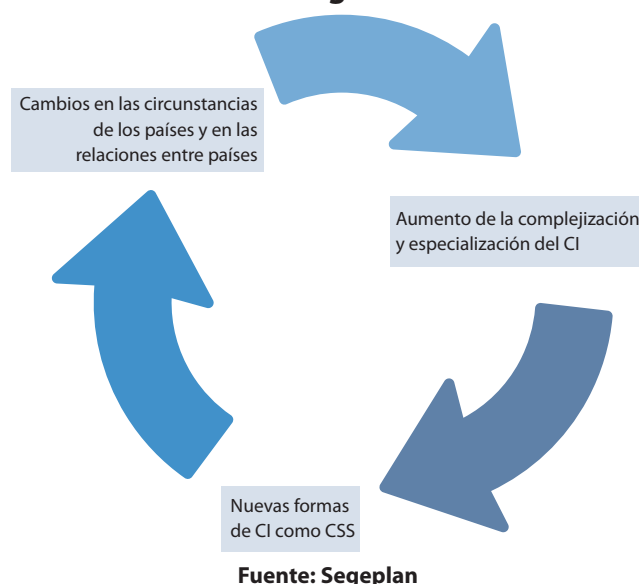 Cambios en las circunstancias
de los países y en las
relaciones entre países
Aumento de la complejización
y especialización del CI
Nuevas formas
de CI como CSS
Fuente: Segeplan